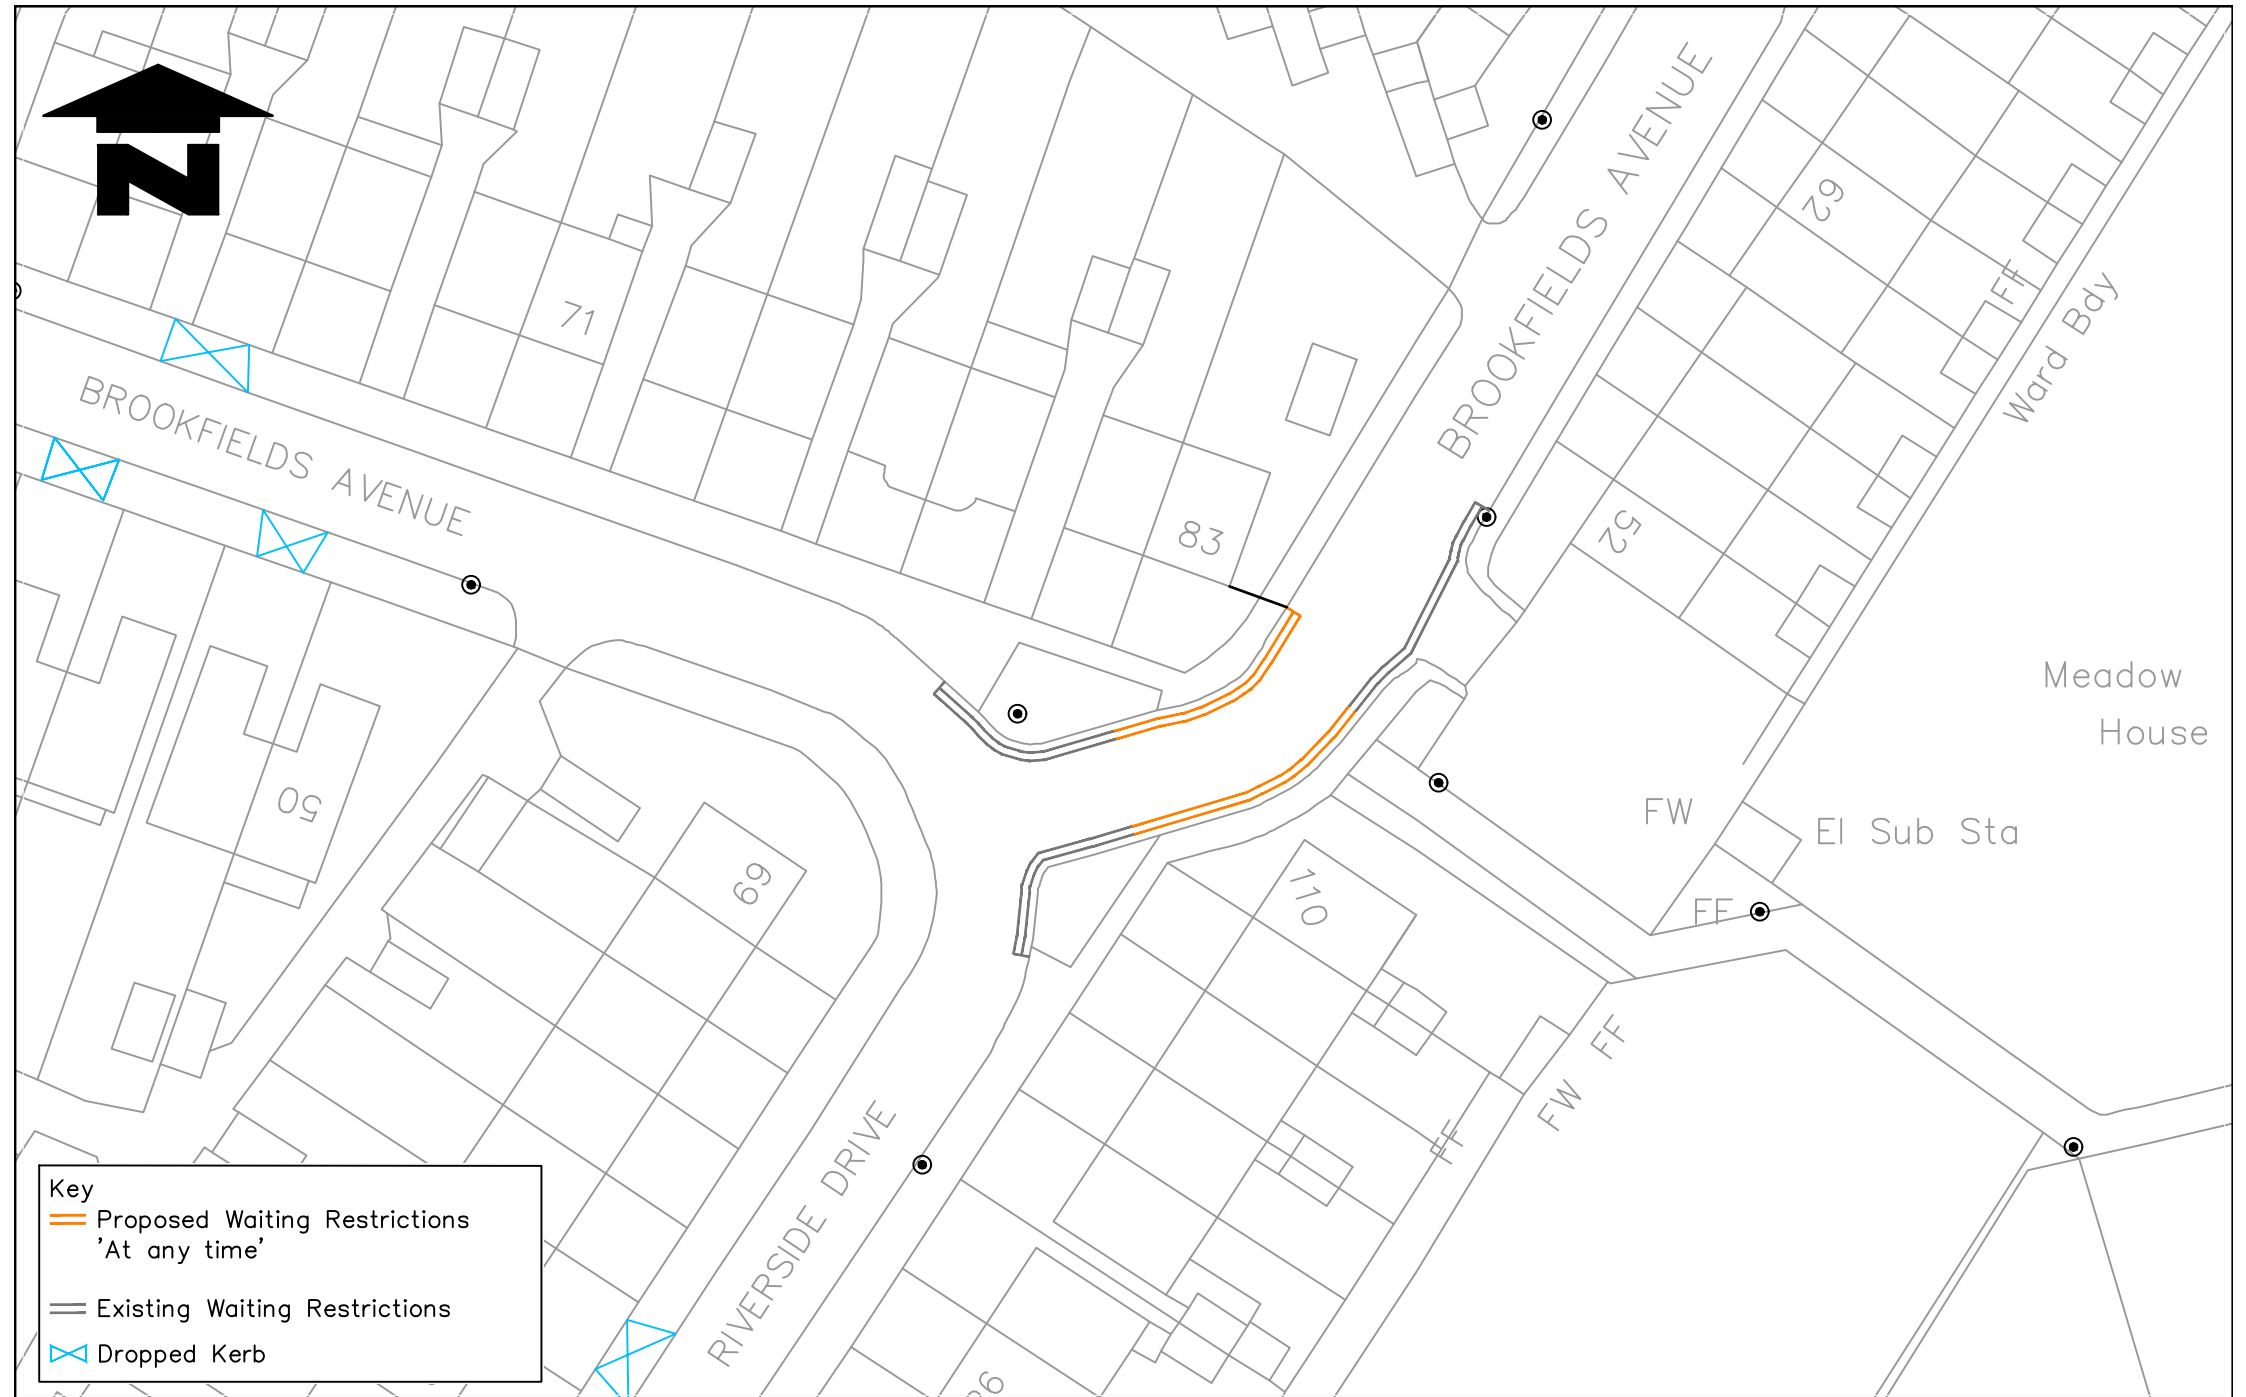 N
BROOKFIELDS AVENUE
62
FF
Ward Bdy
71
BROOKFIELDS AVENUE
83
52
Meadow
House
50
69
FW
El Sub Sta
110
FF
FF
FW
FF
RIVERSIDE DRIVE
Key
Proposed Waiting Restrictions
'At any time'
Existing Waiting Restrictions
Dropped Kerb